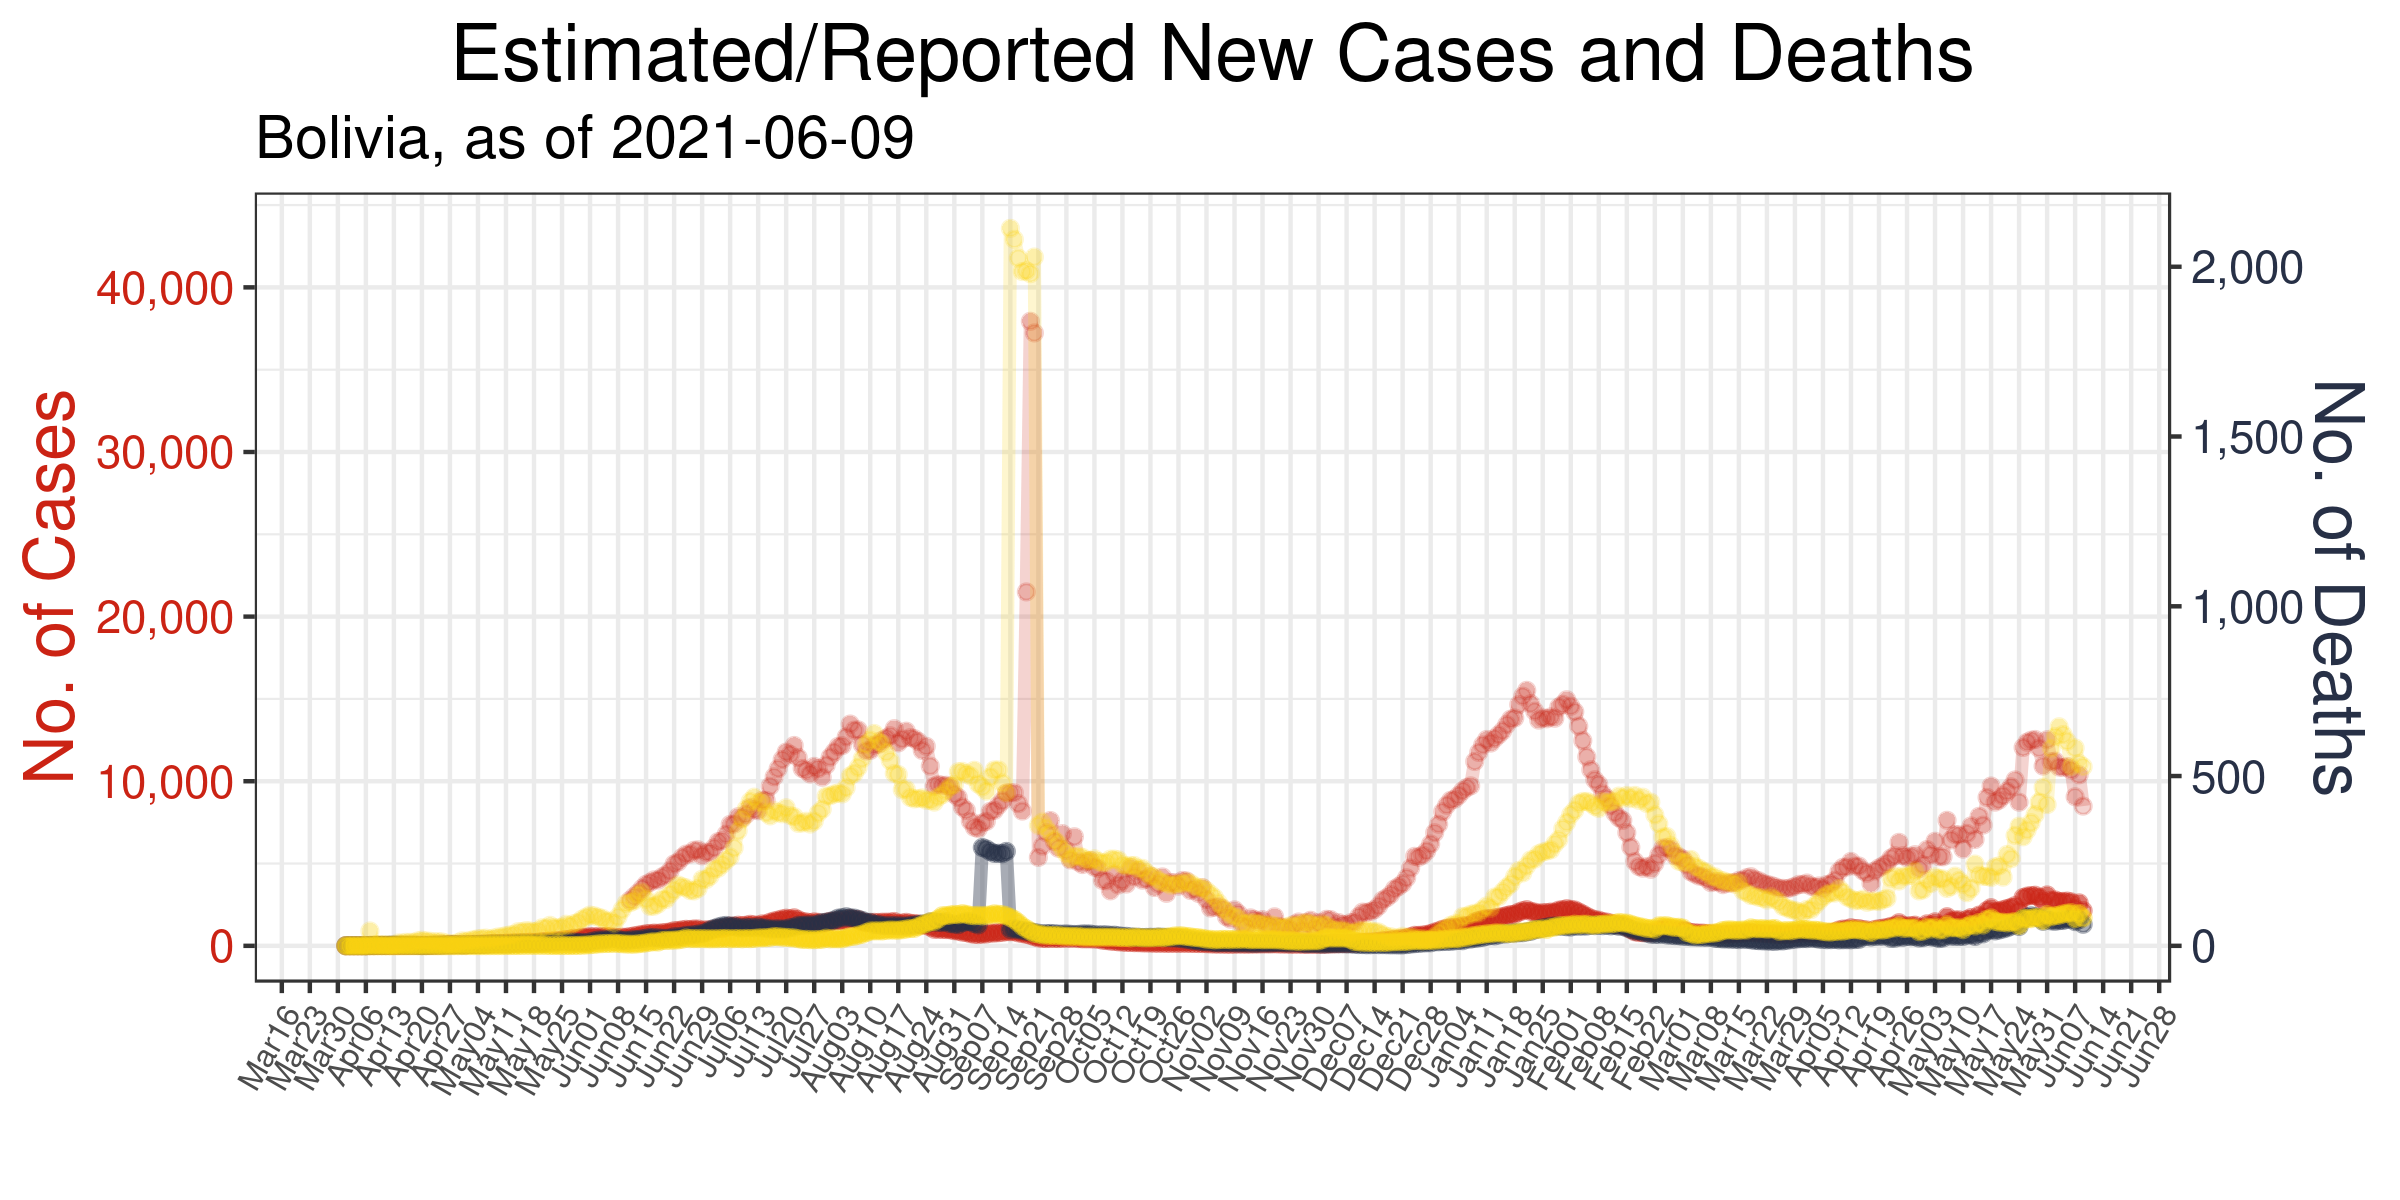 Estimated/Reported New Cases and Deaths
Bolivia, as of 2021-06-09
No. of Cases
40,000
30,000
20,000
10,000
0
2,000
1,500
1,000
500
0
No. of Deaths
Mar16
Mar23
Mar30
Apr06
Apr13
Apr20
Apr27
May04
May11
May18
May25
Jun01
Jun08
Jun15
Jun22
Jun29
Jul06
Jul13
Jul20
Jul27
Aug03
Aug10
Aug17
Aug24
Aug31
Sep07
Sep14
Sep21
Sep28
Oct05
Oct12
Oct19
Oct26
Nov02
Nov09
Nov16
Nov23
Nov30
Dec07
Dec14
Dec21
Dec28
Jan04
Jan11
Jan18
Jan25
Feb01
Feb08
Feb15
Feb22
Mar01
Mar08
Mar15
Mar22
Mar29
Apr05
Apr12
Apr19
Apr26
May03
May10
May17
May24
May31
Jun07
Jun14
Jun21
Jun28